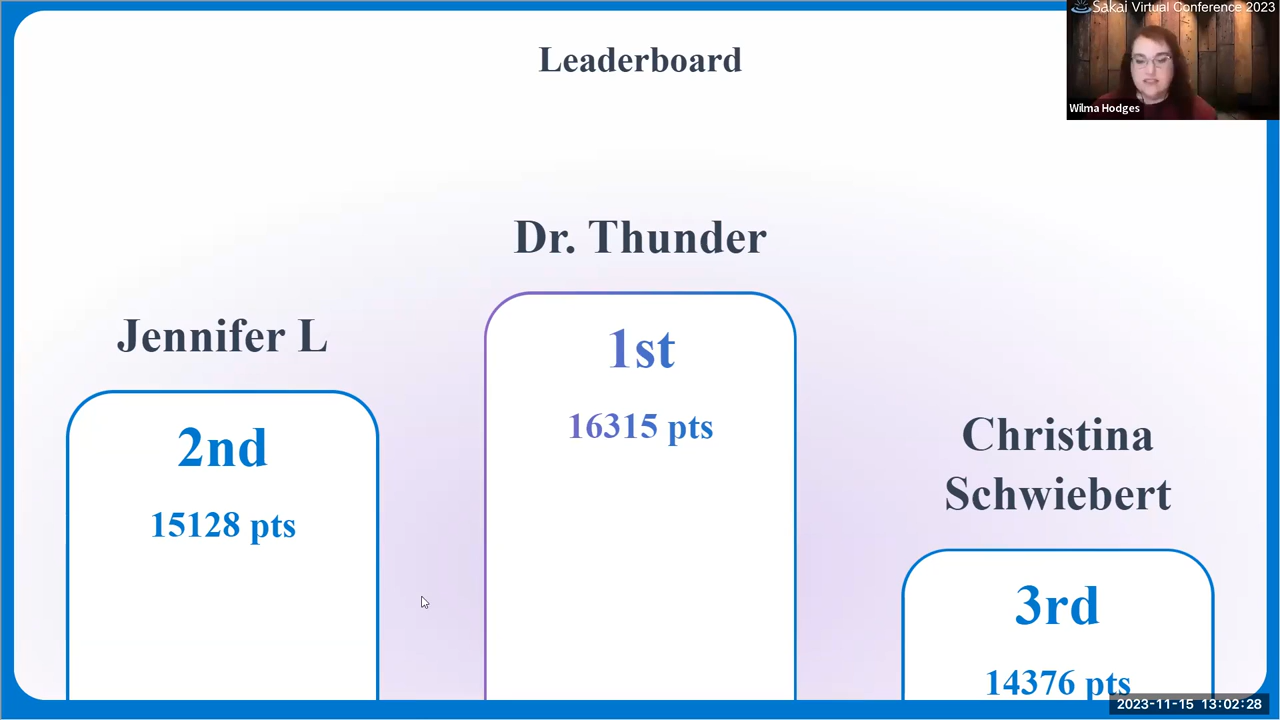 Sakai Virtual Conference 2023
Wilma Hodges
Leaderboard
Dr. Thunder
1st
16315 pts
Jennifer L
2nd
15128 pts
Christina
Schwiebert
3rd
14376 pts
2023-11-15 13:02:28